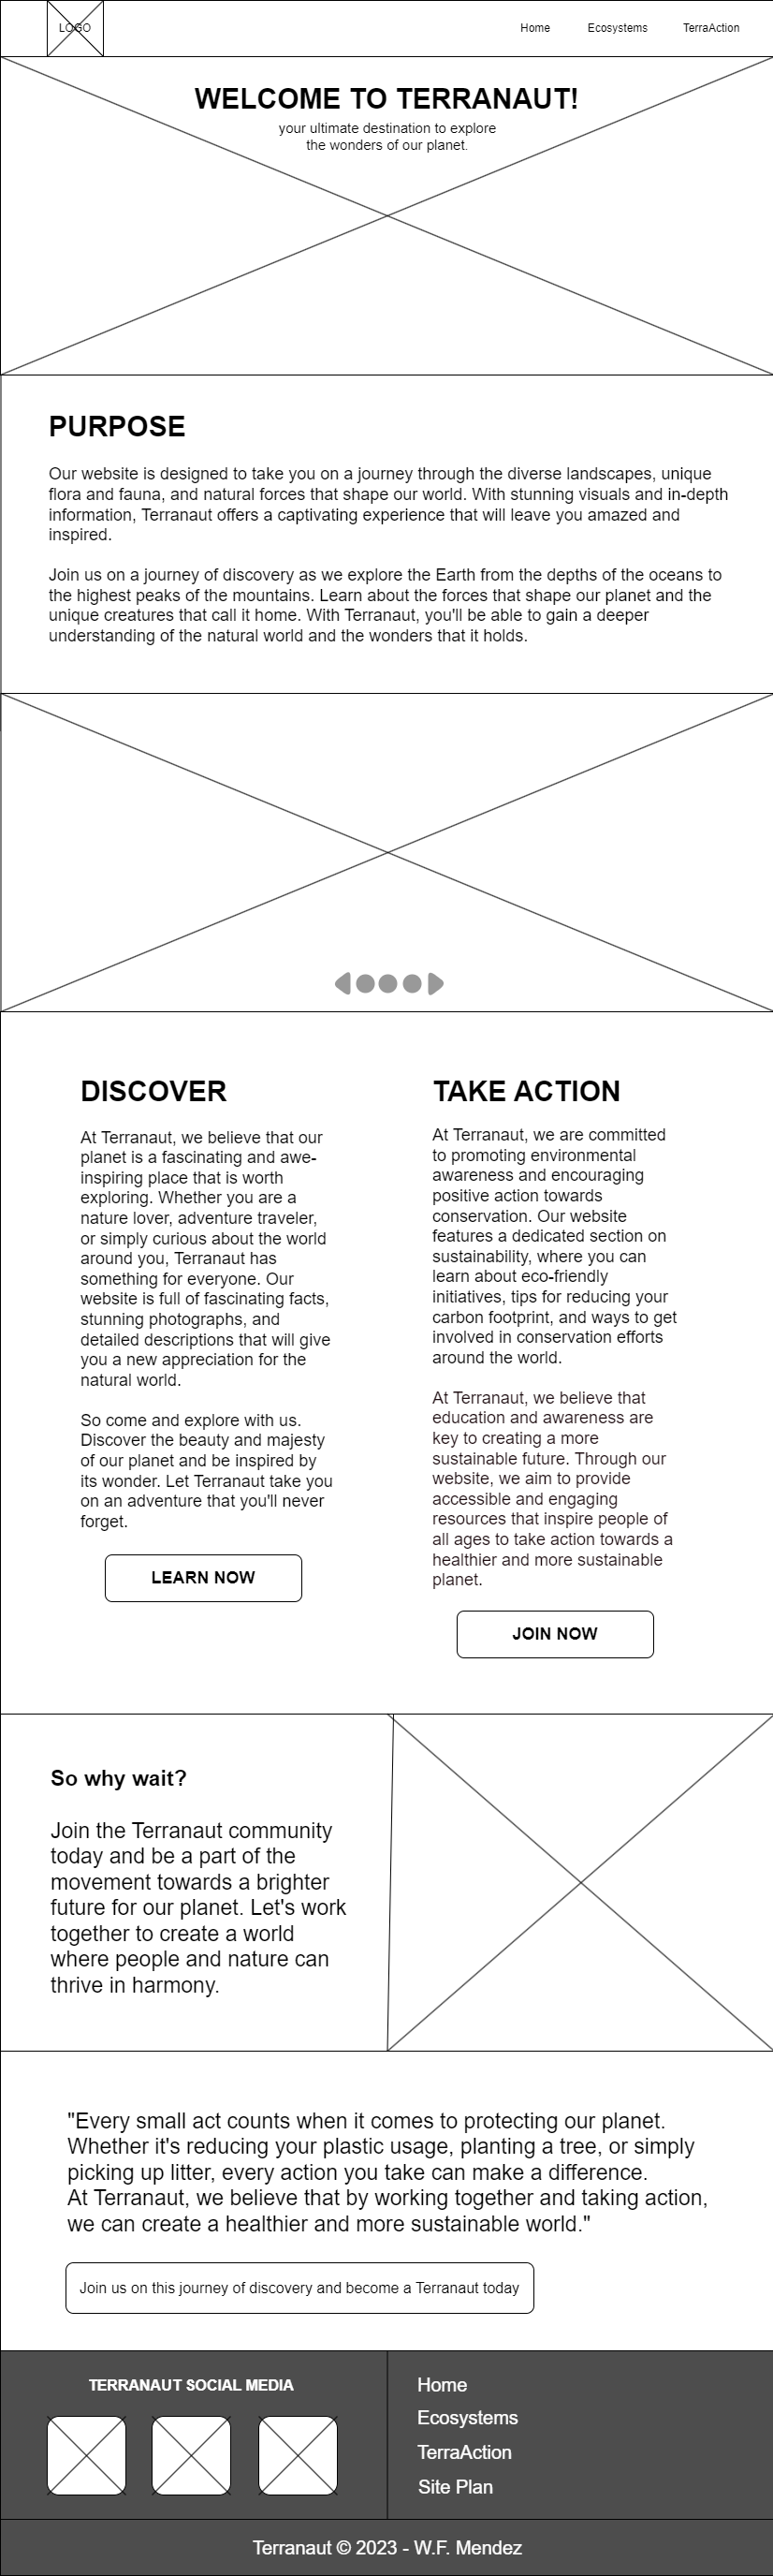 LOGO
Home Ecosystems TerraAction
WELCOME TO TERRANAUT!
your ultimate destination to explore
the wonders of our planet.
PURPOSE
Our website is designed to take you on a journey through the diverse landscapes, unique
flora and fauna, and natural forces that shape our world. With stunning visuals and in-depth
information, Terranaut offers a captivating experience that will leave you amazed and
inspired.
Join us on a journey of discovery as we explore the Earth from the depths of the oceans to
the highest peaks of the mountains. Learn about the forces that shape our planet and the
unique creatures that call it home. With Terranaut, you'll be able to gain a deeper
understanding of the natural world and the wonders that it holds.
DISCOVER
At Terranaut, we believe that our
planet is a fascinating and awe-
inspiring place that is worth
exploring. Whether you are a
nature lover, adventure traveler,
or simply curious about the world
around you, Terranaut has
something for everyone. Our
website is full of fascinating facts,
stunning photographs, and
detailed descriptions that will give
you a new appreciation for the
natural world.
So come and explore with us.
Discover the beauty and majesty
of our planet and be inspired by
its wonder. Let Terranaut take you
on an adventure that you'll never
forget.
LEARN NOW
TAKE ACTION
At Terranaut, we are committed
to promoting environmental
awareness and encouraging
positive action towards
conservation. Our website
features a dedicated section on
sustainability, where you can
learn about eco-friendly
initiatives, tips for reducing your
carbon footprint, and ways to get
involved in conservation efforts
around the world.
At Terranaut, we believe that
education and awareness are
key to creating a more
sustainable future. Through our
website, we aim to provide
accessible and engaging
resources that inspire people of
all ages to take action towards a
healthier and more sustainable
planet.
JOIN NOW
So why wait?
Join the Terranaut community
today and be a part of the
movement towards a brighter
future for our planet. Let's work
together to create a world
where people and nature can
thrive in harmony.
"Every small act counts when it comes to protecting our planet.
Whether it's reducing your plastic usage, planting a tree, or simply
picking up litter, every action you take can make a difference.
At Terranaut, we believe that by working together and taking action,
we can create a healthier and more sustainable world."
Join us on this journey of discovery and become a Terranaut today
TERRANAUT SOCIAL MEDIA
Home
Ecosystems
TerraAction
Site Plan
Terranaut © 2023 - W.F. Mendez